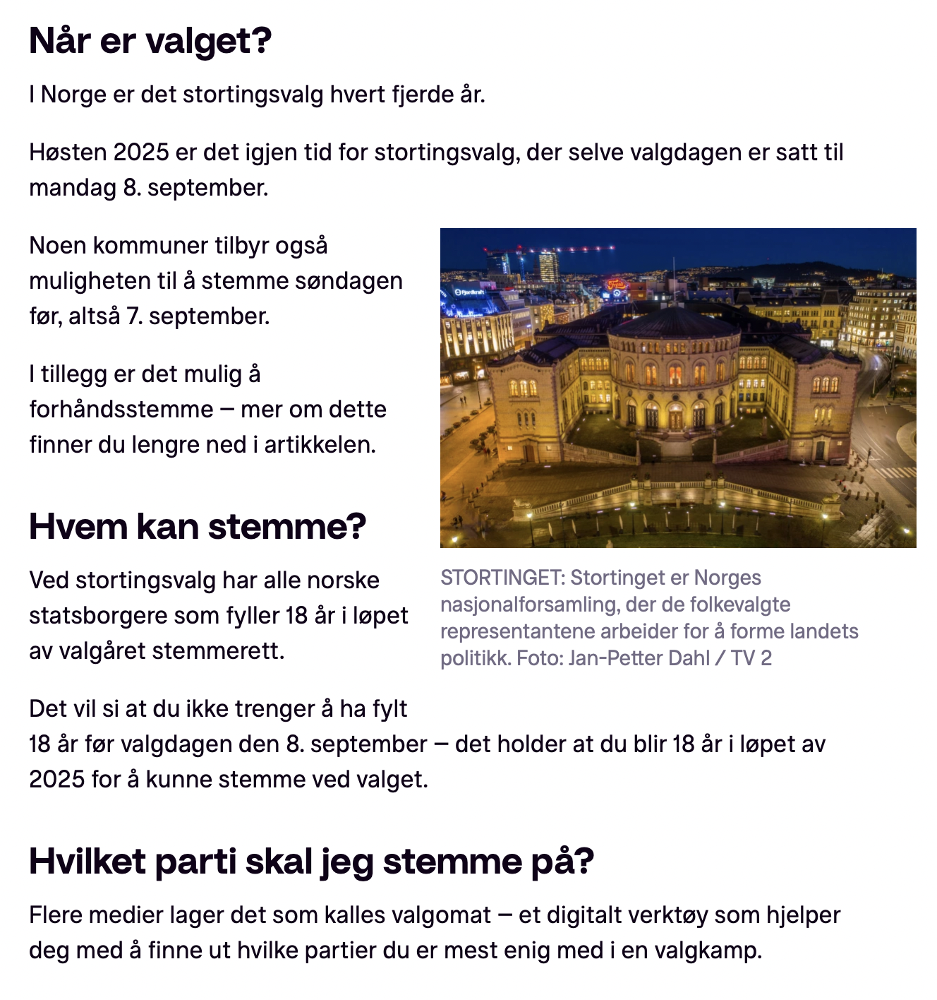 Når er valget?
I Norge er det stortingsvalg hvert fjerde år.
Høsten 2025 er det igjen tid for stortingsvalg, der selve valgdagen er satt til
mandag 8. september.
Noen kommuner tilbyr også
muligheten til å stemme søndagen
før, altså 7. september.
I tillegg er det mulig å
forhåndsstemme – mer om dette
finner du lengre ned i artikkelen.
Fjordkraft
Freia
STORTINGET: Stortinget er Norges
nasjonalforsamling, der de folkevalgte
representantene arbeider for å forme landets
politikk. Foto: Jan-Petter Dahl / TV 2
Hvem kan stemme?
Ved stortingsvalg har alle norske
statsborgere som fyller 18 år i løpet
av valgåret stemmerett.
Det vil si at du ikke trenger å ha fylt
18 år før valgdagen den 8. september – det holder at du blir 18 år i løpet av
2025 for å kunne stemme ved valget.
Hvilket parti skal jeg stemme på?
Flere medier lager det som kalles valgomat – et digitalt verktøy som hjelper
deg med å finne ut hvilke partier du er mest enig med i en valgkamp.